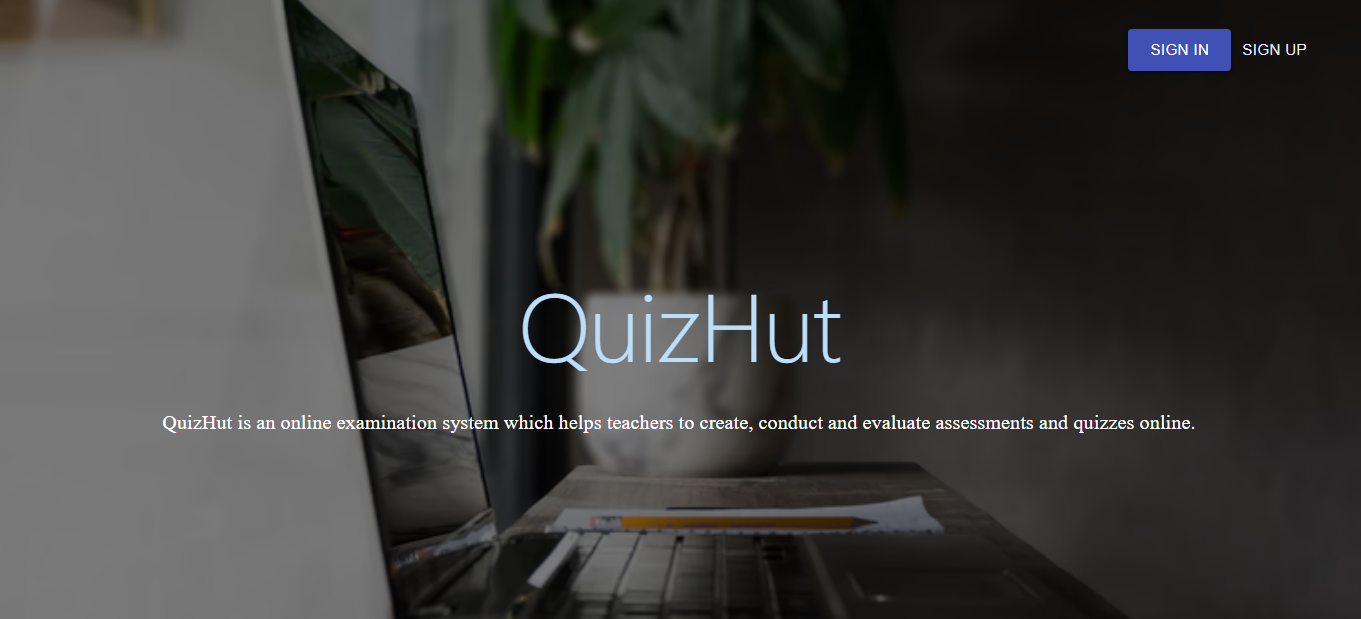 SIGN IN SIGN UP
QuizHut
QuizHut is an online examination system which helps teachers to create, conduct and evaluate assessments and quizzes online.